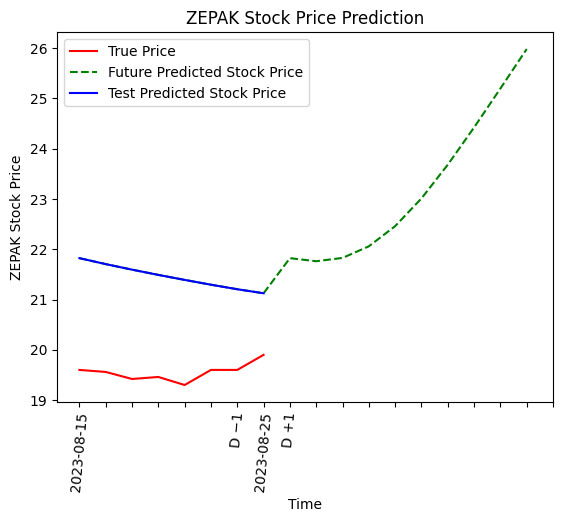 ZEPAK Stock Price Prediction
True Price
Future Predicted Stock Price
Test Predicted Stock Price
ZEPAK Stock Price
26
25
24
23
22
21
20
19
2023-08-15
D −1
2023-08-25
D +1
Time